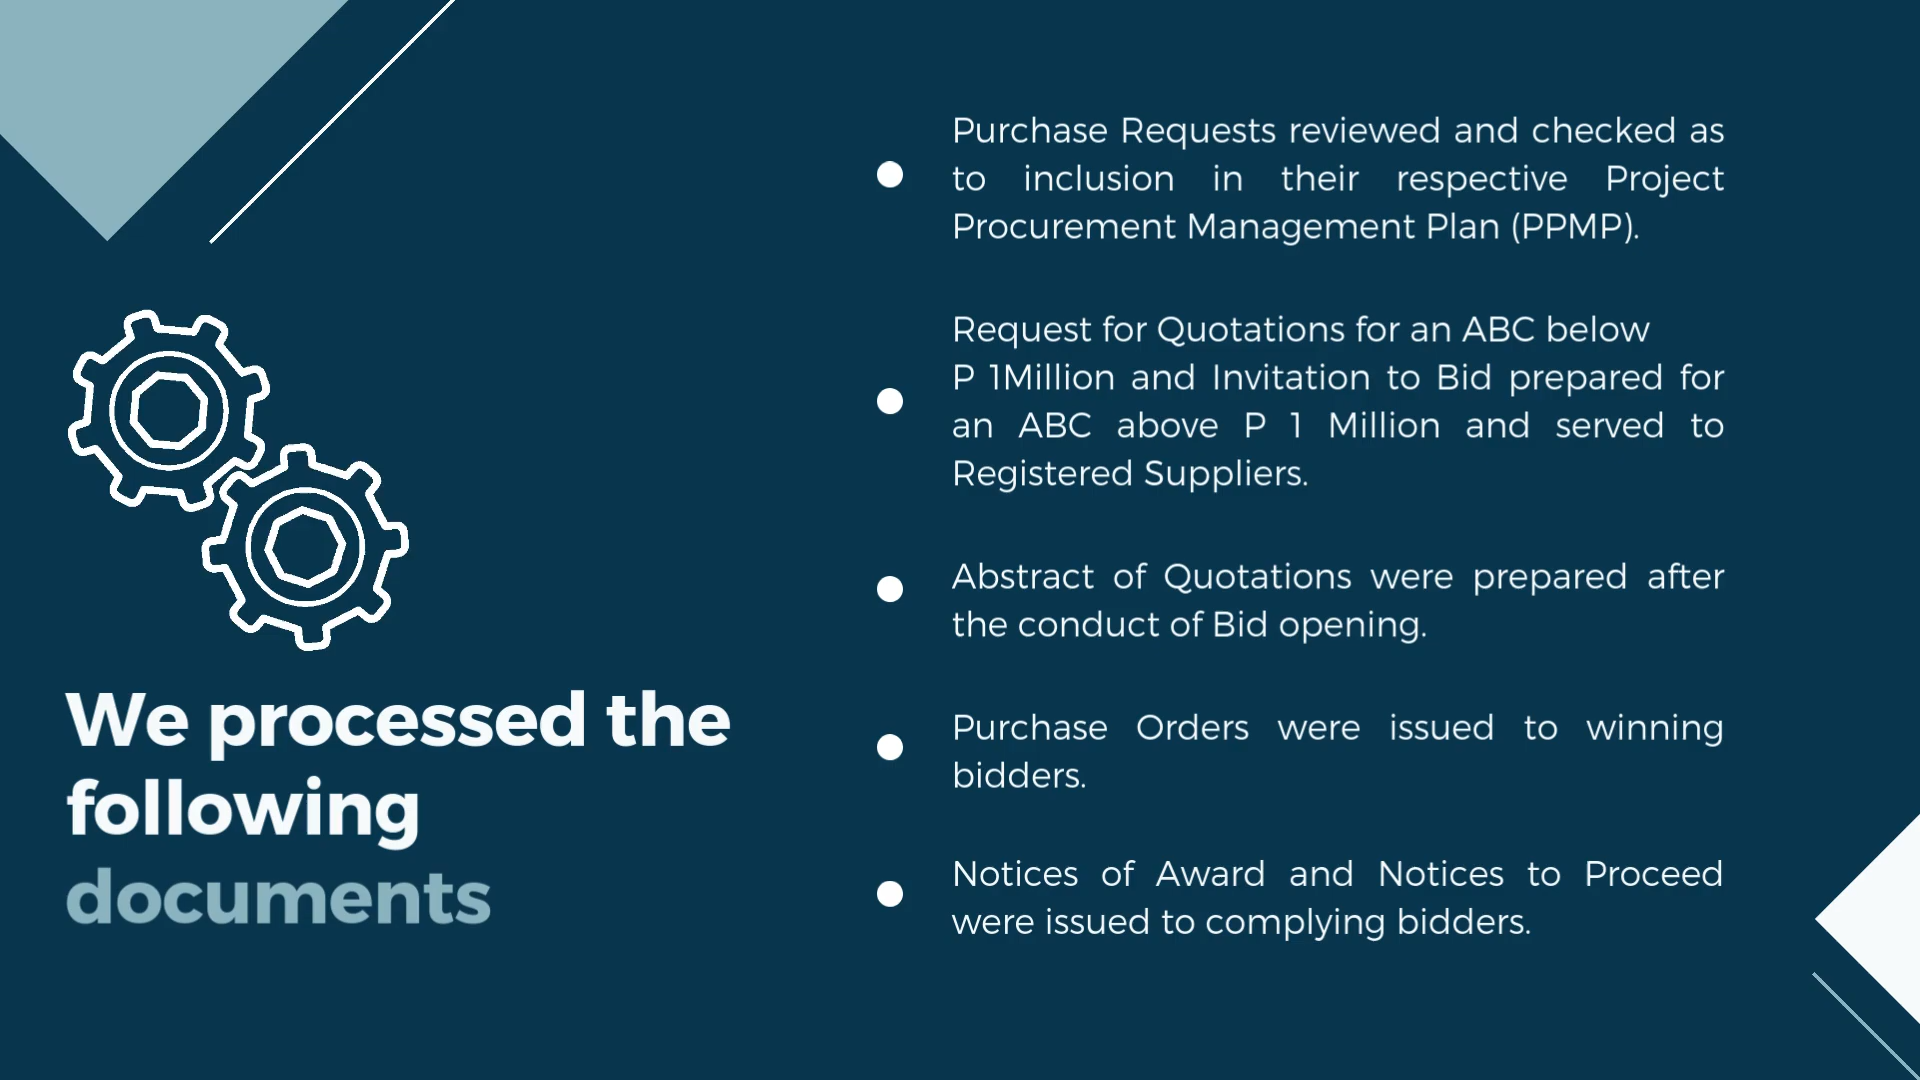 We processed the
following
documents
Purchase Requests reviewed and checked as
to inclusion in their respective Project
Procurement Management Plan (PPMP).
Request for Quotations for an ABC below
P 1Million and Invitation to Bid prepared for
an ABC above P 1 Million and served to
Registered Suppliers.
Abstract of Quotations were prepared after
the conduct of Bid opening.
Purchase Orders were issued to winning
bidders.
Notices of Award and Notices to Proceed
were issued to complying bidders.